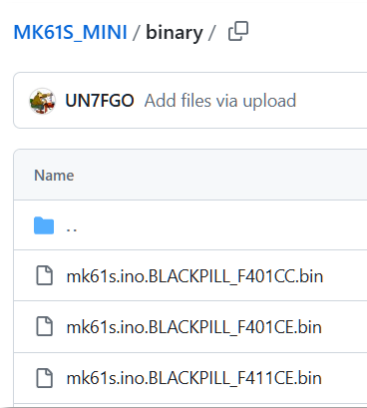 MK61S_MINI / binary /
UN7FGO Add files via upload
Name
..
mk61s.ino.BLACKPILL_F401CC.bin
mk61s.ino.BLACKPILL_F401CE.bin
mk61s.ino.BLACKPILL_F411CE.bin